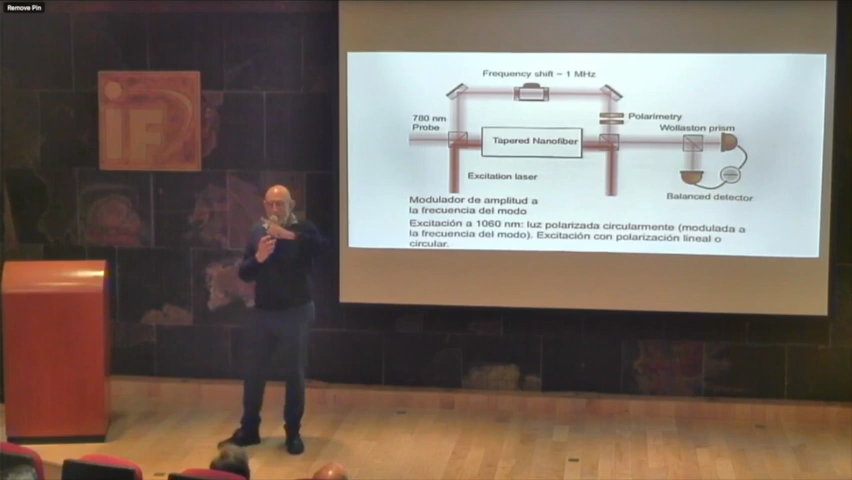 Remove Pin
iF
Frequency shift ~ 1 MHz
780 nm
Probe
Polarimetry
Wollaston prism
Tapered Nanofiber
Excitation laser
Balanced detector
Modulador de amplitud a
la frecuencia del modo
Excitación a 1060 nm: luz polarizada circularmente (modulada a
la frecuencia del modo). Excitación con polarización lineal o
circular.